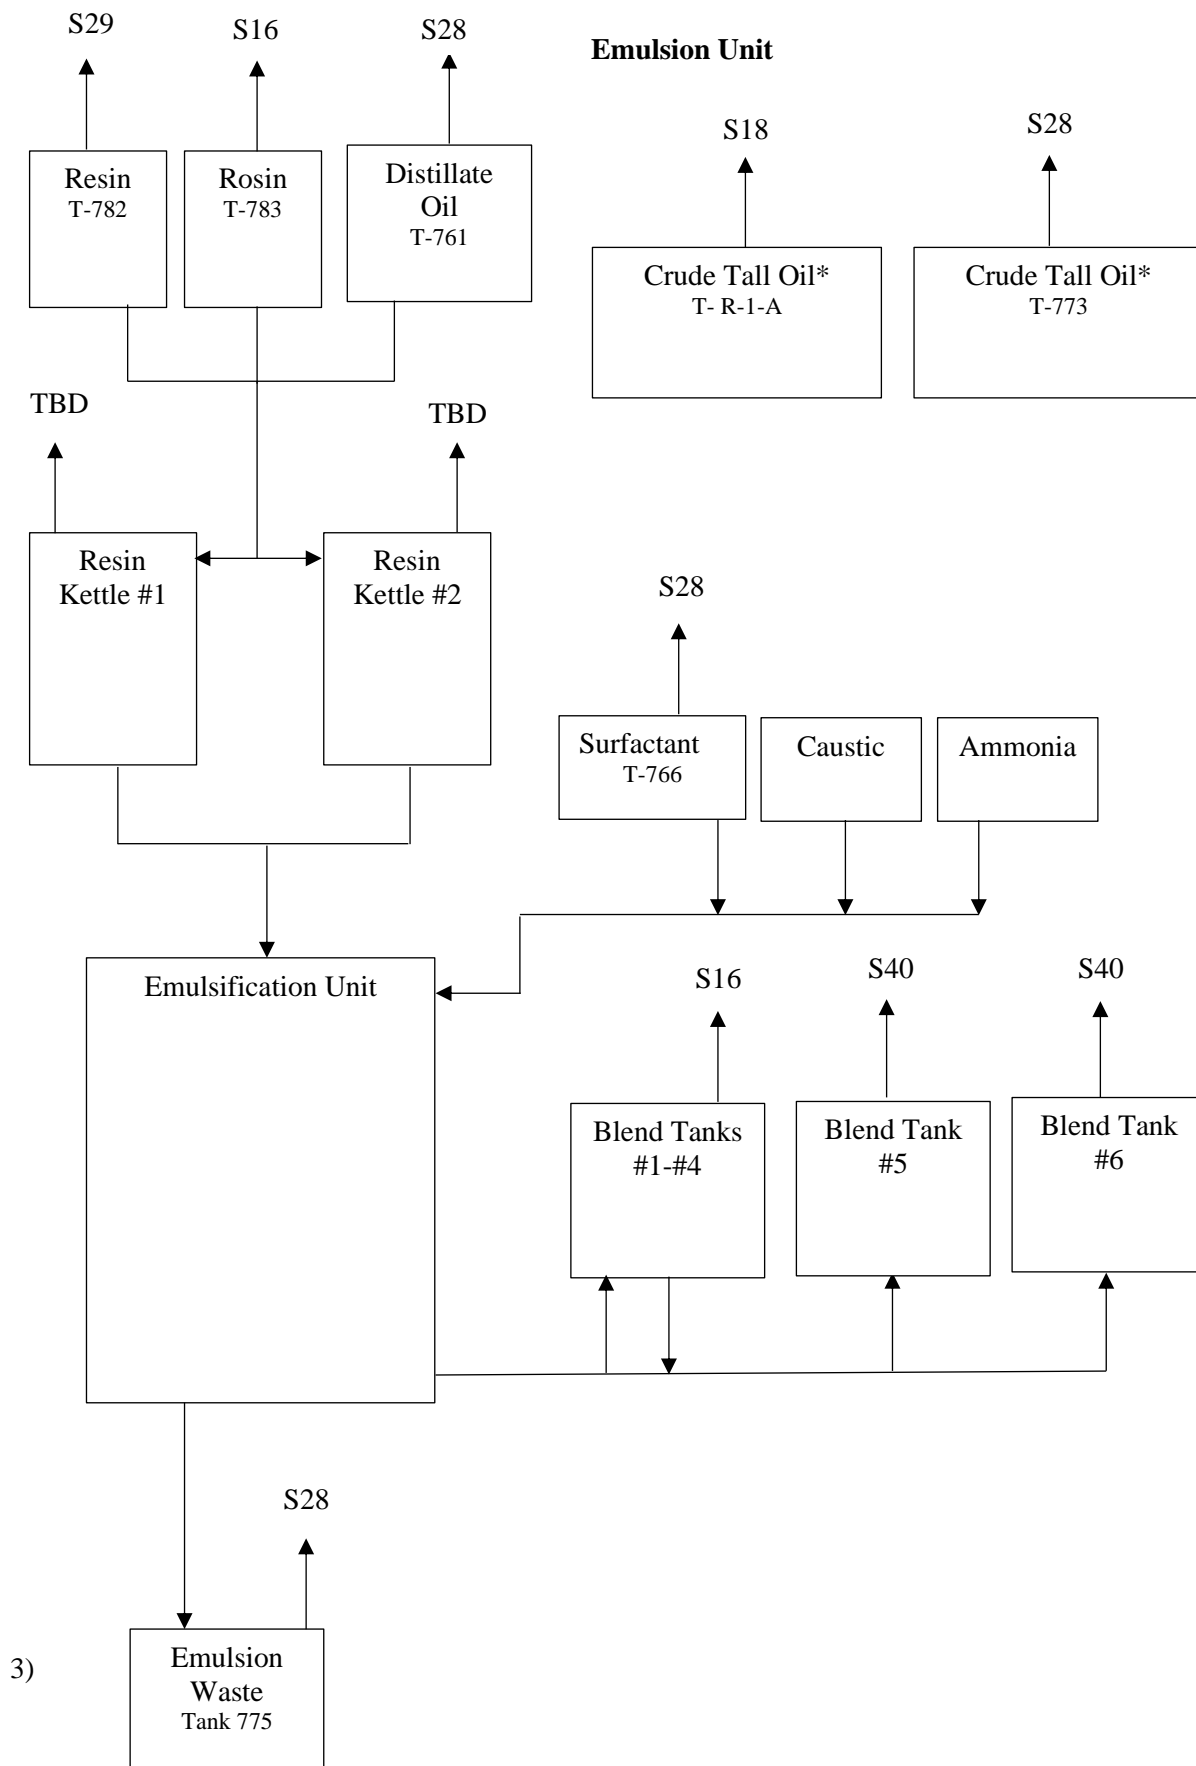 S29
S16
S28
Emulsion Unit
S18
S28
Resin
T-782
Rosin
T-783
Distillate
Oil
T-761
Crude Tall Oil*
T- R-1-A
Crude Tall Oil*
T-773
TBD
TBD
Resin
Kettle #1
Resin
Kettle #2
S28
Surfactant
T-766
Caustic
Ammonia
Emulsification Unit
S16
S40
S40
Blend Tanks
#1-#4
Blend Tank
#5
Blend Tank
#6
S28
3)
Emulsion
Waste
Tank 775